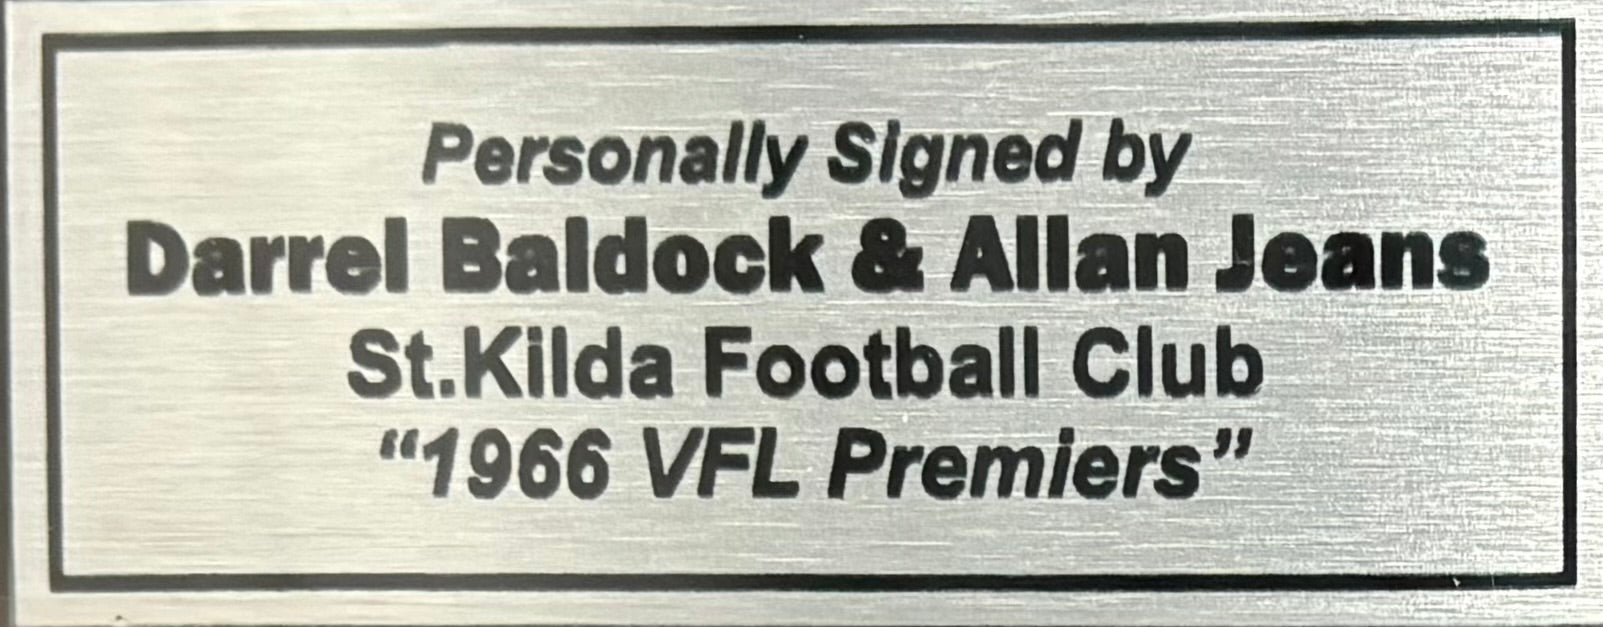 Personally Signed by
Darrel Baldock & Allan Jeans
St.Kilda Football Club
“1966 VFL Premiers”